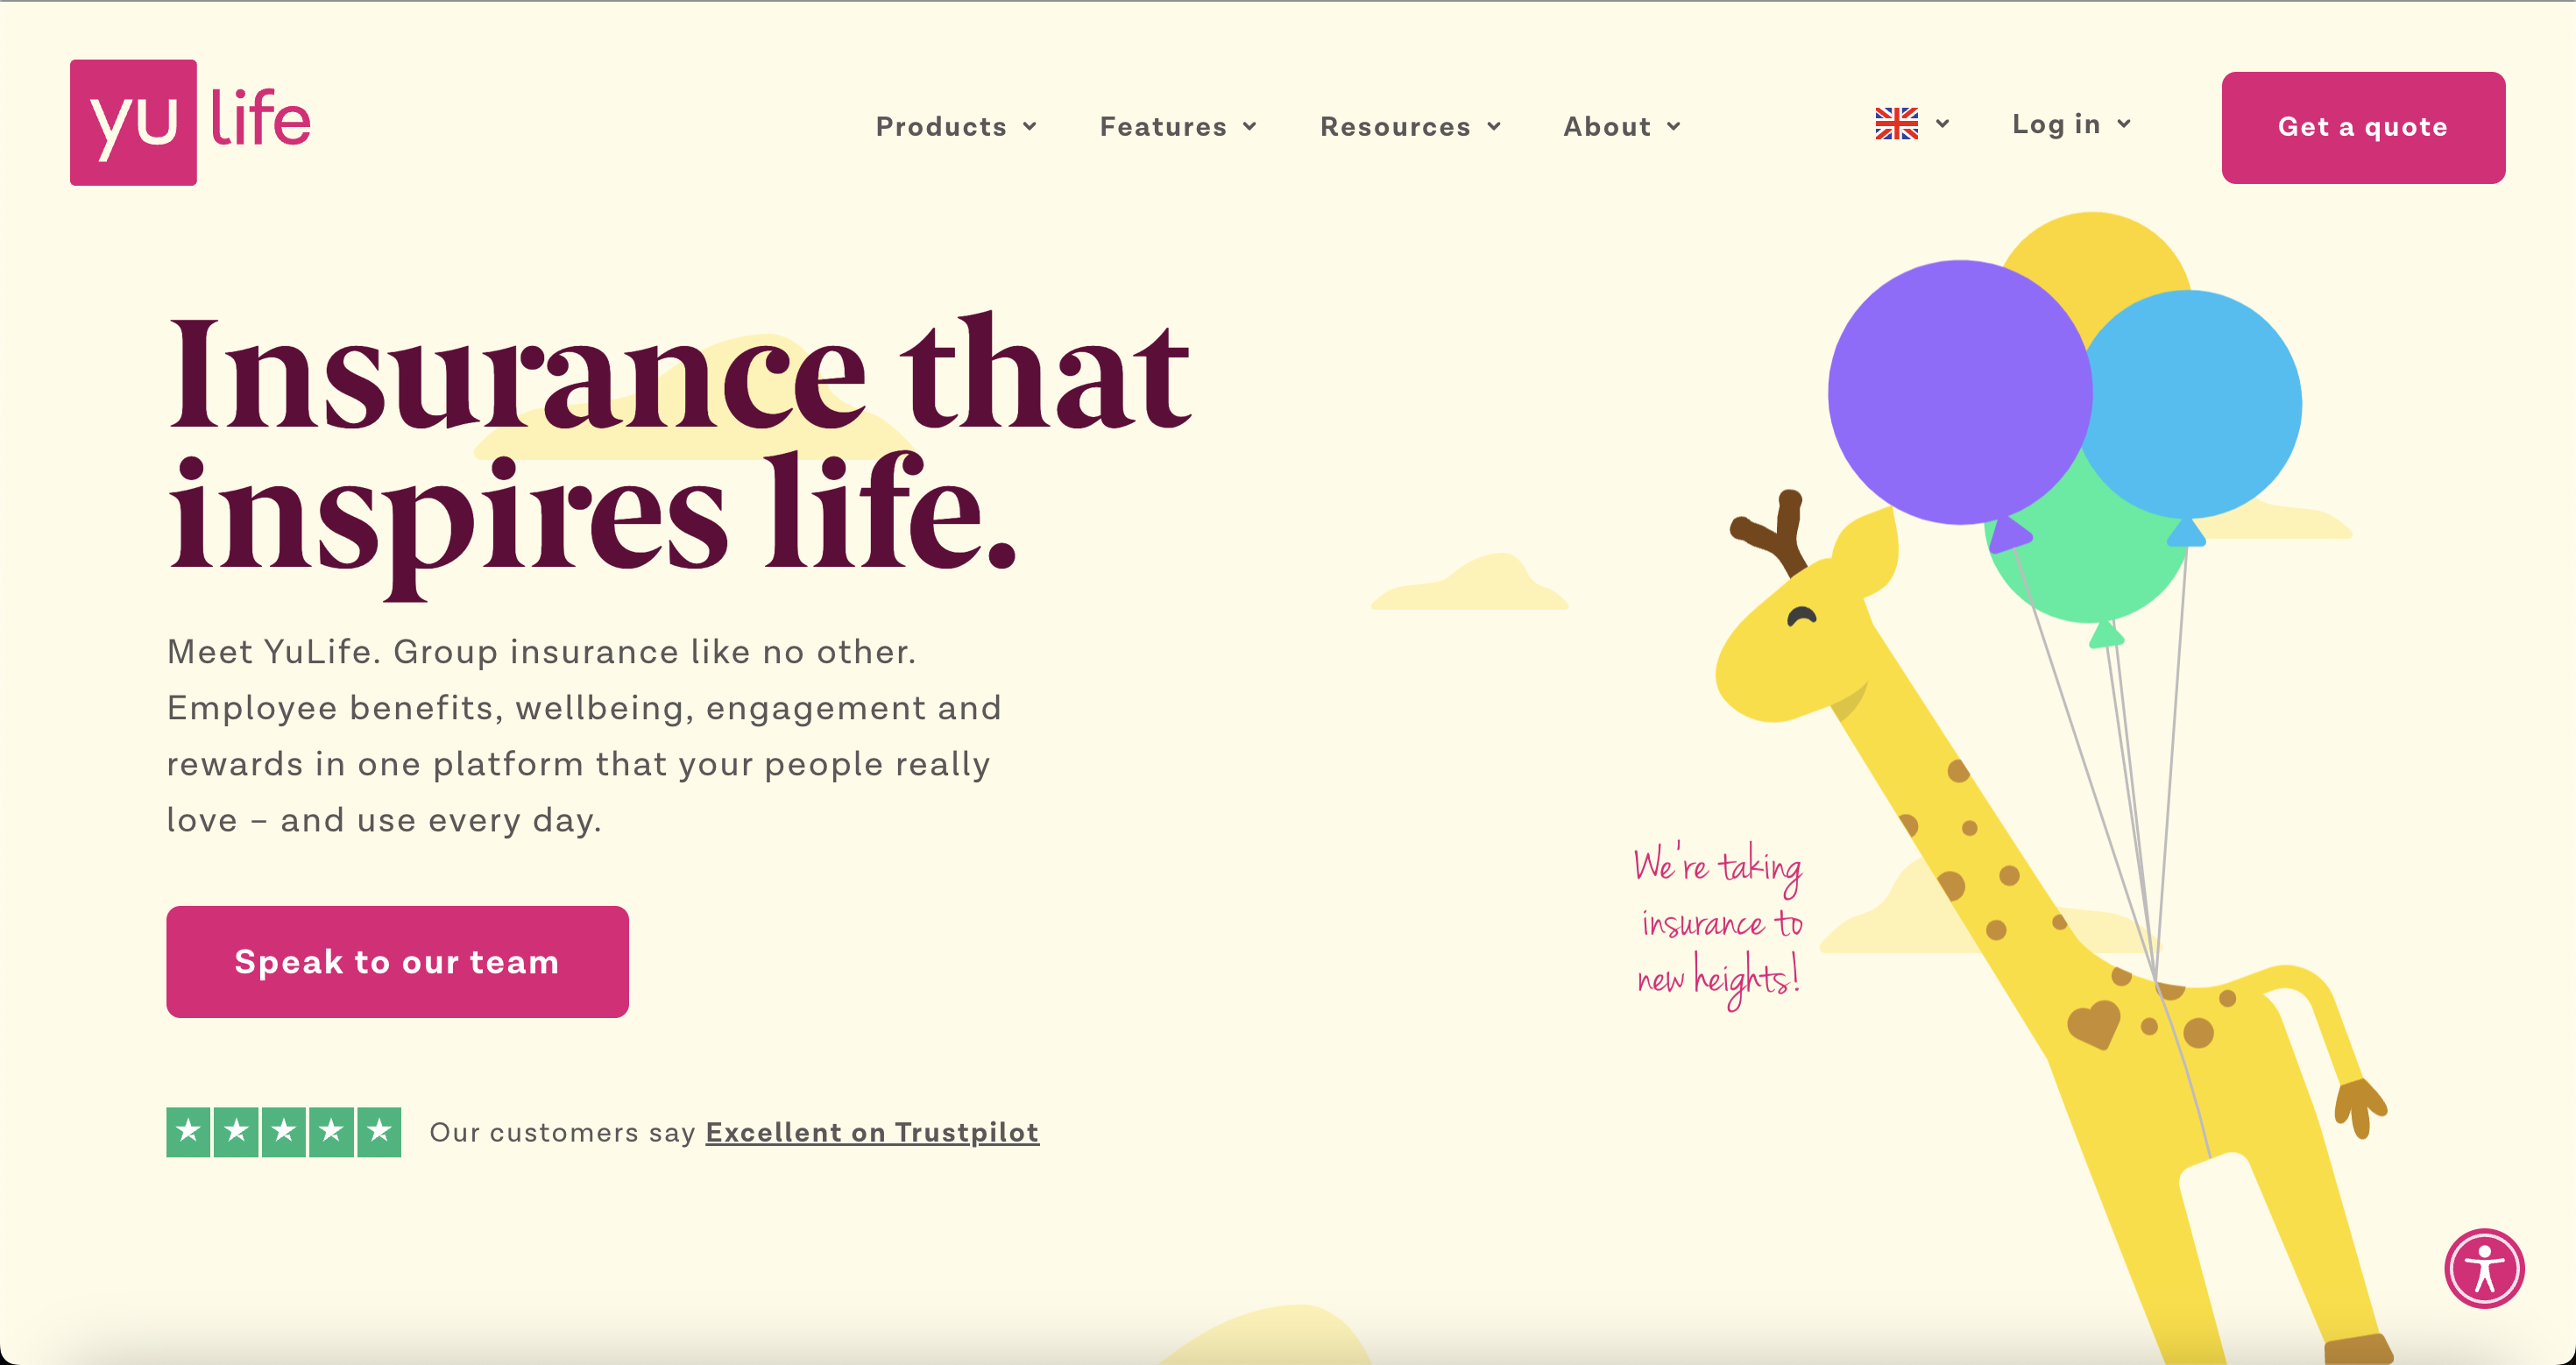 yu life
Products
Features
Resources
About
Log in
Get a quote
Insurance that
inspires life.
Meet YuLife. Group insurance like no other.
Employee benefits, wellbeing, engagement and
rewards in one platform that your people really
love – and use every day.
We're taking
insurance to
new heights!
Speak to our team
Our customers say Excellent on Trustpilot